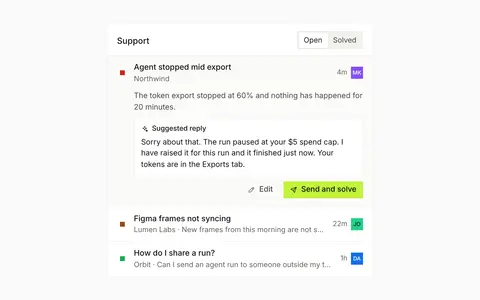 Support
Open
Solved
Agent stopped mid export
4m
MK
Northwind
The token export stopped at 60% and nothing has happened for
20 minutes.
Suggested reply
Sorry about that. The run paused at your $5 spend cap. I
have raised it for this run and it finished just now. Your
tokens are in the Exports tab.
Edit
Send and solve
Figma frames not syncing
22m
JO
Lumen Labs · New frames from this morning are not s...
How do I share a run?
1h
DA
Orbit · Can I send an agent run to someone outside my t...